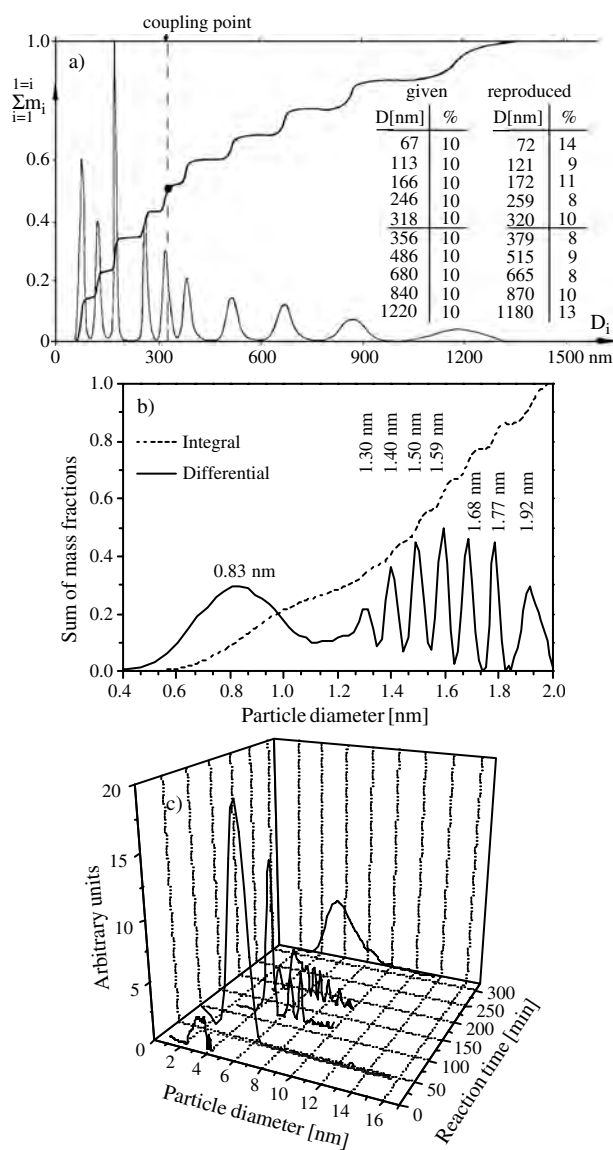 coupling point
1.0
a)
1=i
Σmᵢ
i=1
0.6
0.4
0.2
0
0 300 600 900 1200 1500 nm
Dᵢ
given reproduced
D[nm] % D[nm] %
67 10 72 14
113 10 121 9
166 10 172 11
246 10 259 8
318 10 320 10
356 10 379 8
486 10 515 9
680 10 665 8
840 10 870 10
1220 10 1180 13
b)
Integral
Differential
1.30 nm
1.40 nm
1.50 nm
1.59 nm
1.68 nm
1.77 nm
1.92 nm
0.83 nm
Sum of mass fractions
1.0
0.8
0.6
0.4
0.2
0.0
0.4 0.6 0.8 1.0 1.2 1.4 1.6 1.8 2.0
Particle diameter [nm]
c)
Arbitrary units
20
15
10
5
0
2 4 6 8 10 12 14 16
Particle diameter [nm]
0 50 100 150 200 250 300
Reaction time [min]